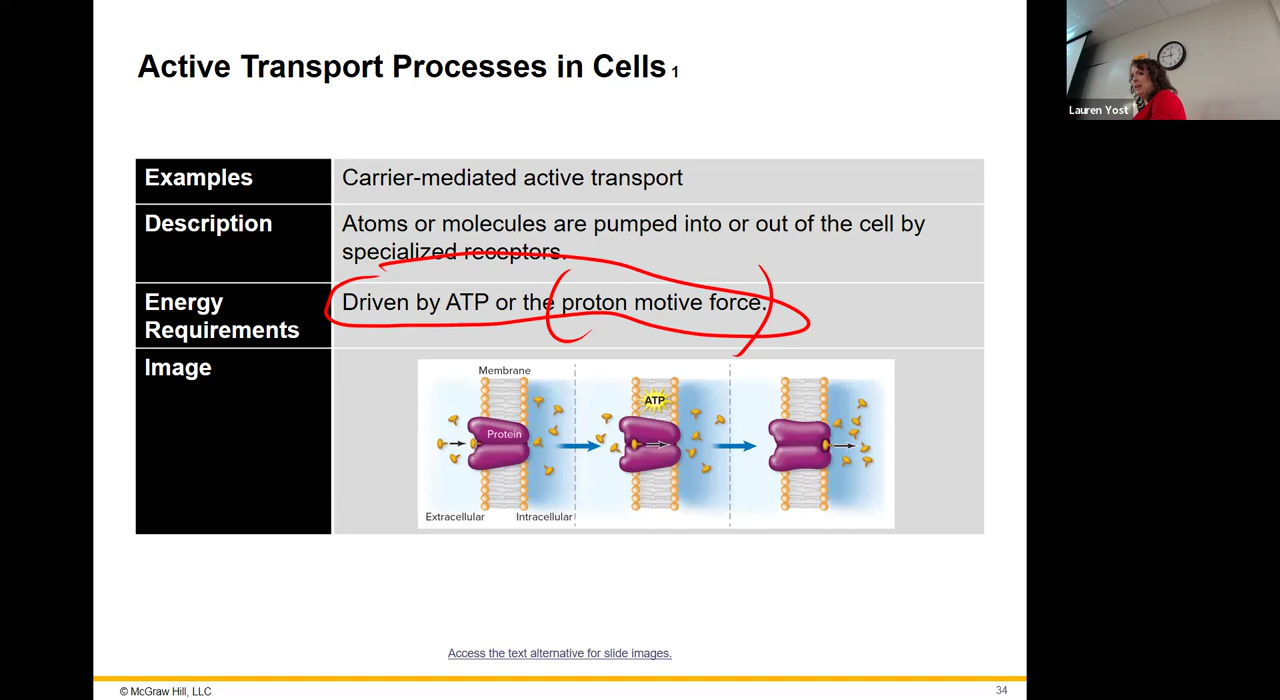 Active Transport Processes in Cells 1
Lauren Yost
Examples
Carrier-mediated active transport
Description
Atoms or molecules are pumped into or out of the cell by
specialized receptors.
Energy
Requirements
Driven by ATP or the proton motive force.
Image
Membrane
Protein
ATP
Extracellular
Intracellular
Access the text alternative for slide images.
© McGraw Hill, LLC
34